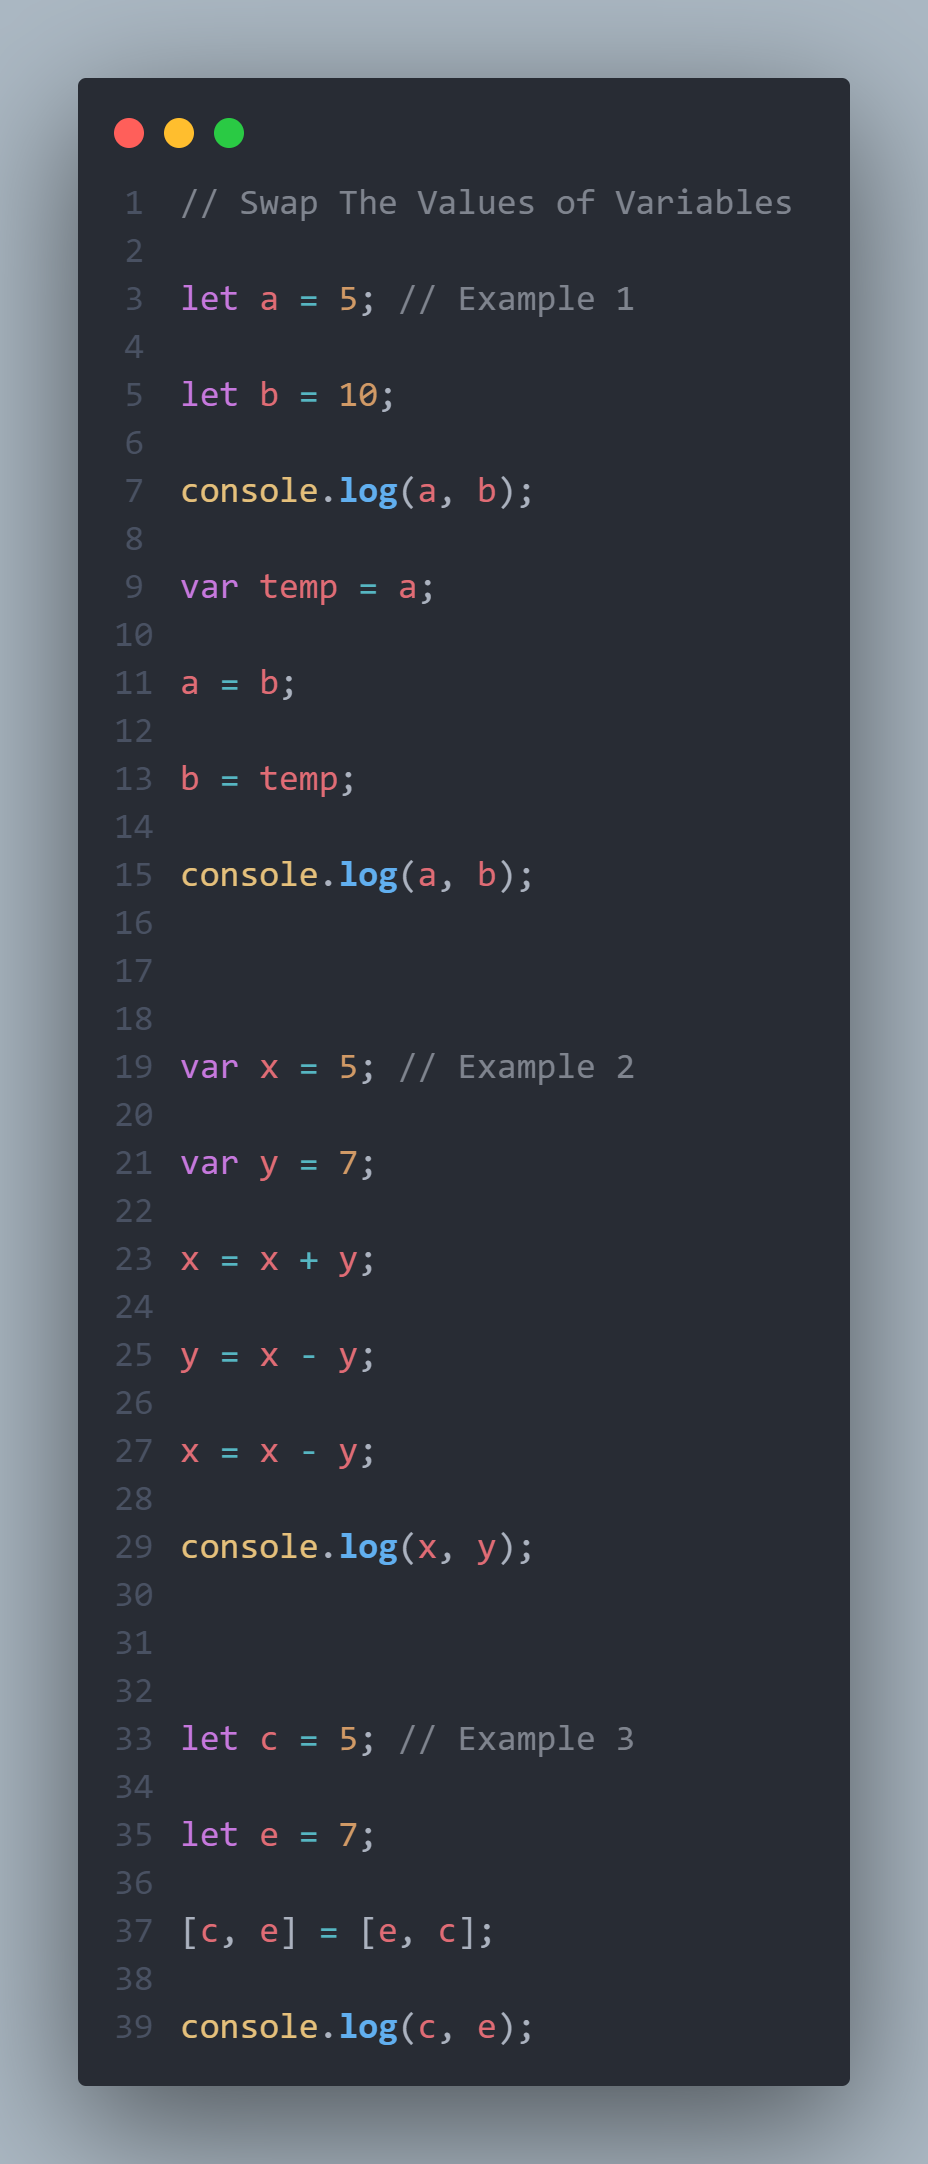 1 // Swap The Values of Variables
2
3 let a = 5; // Example 1
4
5 let b = 10;
6
7 console.log(a, b);
8
9 var temp = a;
10
11 a = b;
12
13 b = temp;
14
15 console.log(a, b);
16
17
18
19 var x = 5; // Example 2
20
21 var y = 7;
22
23 x = x + y;
24
25 y = x - y;
26
27 x = x - y;
28
29 console.log(x, y);
30
31
32
33 let c = 5; // Example 3
34
35 let e = 7;
36
37 [c, e] = [e, c];
38
39 console.log(c, e);